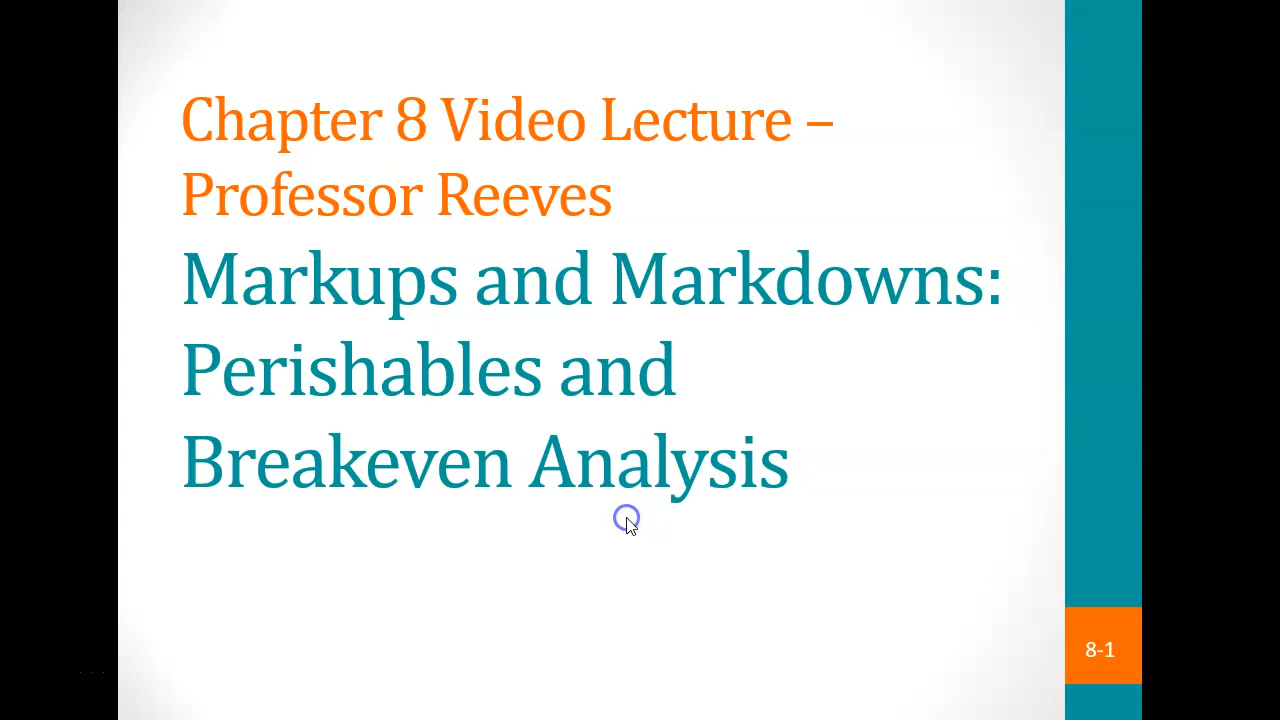 Chapter 8 Video Lecture –
Professor Reeves
Markups and Markdowns:
Perishables and
Breakeven Analysis
8-1